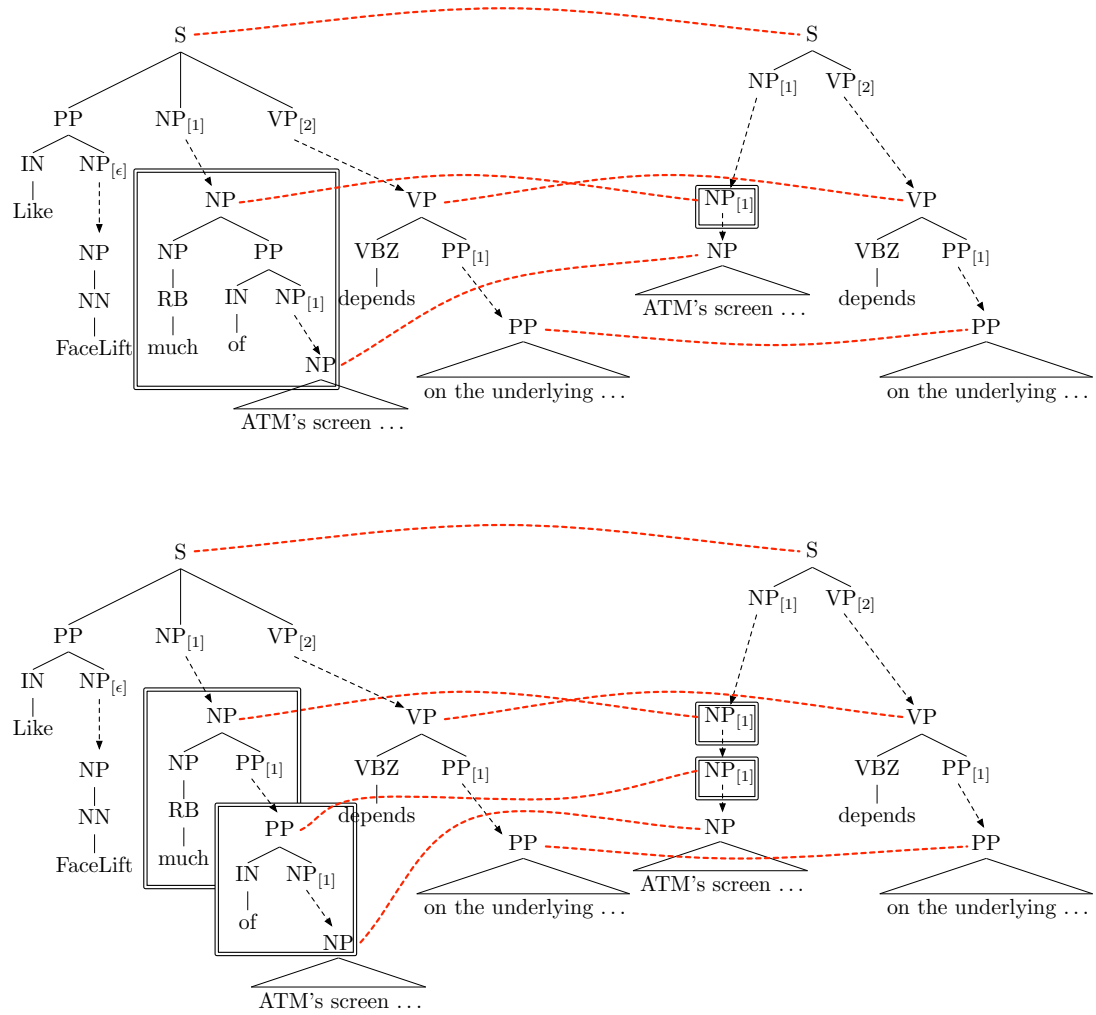 S S
NP[1] VP[2]
PP NP[1] VP[2]
IN NP[ϵ]
Like NP VP NP[1] VP
NP NP PP VBZ PP[1] NP VBZ PP[1]
NN RB IN NP[1] depends ATM's screen ... depends
FaceLift much of PP PP
NP
on the underlying ... on the underlying ...
ATM's screen ...
S S
NP[1] VP[2]
PP NP[1] VP[2]
IN NP[ϵ]
Like NP VP NP[1] VP
NP NP PP[1] VBZ PP[1] NP[1] VBZ PP[1]
NN RB depends depends
PP NP
FaceLift much PP PP
IN NP[1] ATM's screen ...
on the underlying ... on the underlying ...
of
NP
ATM's screen ...